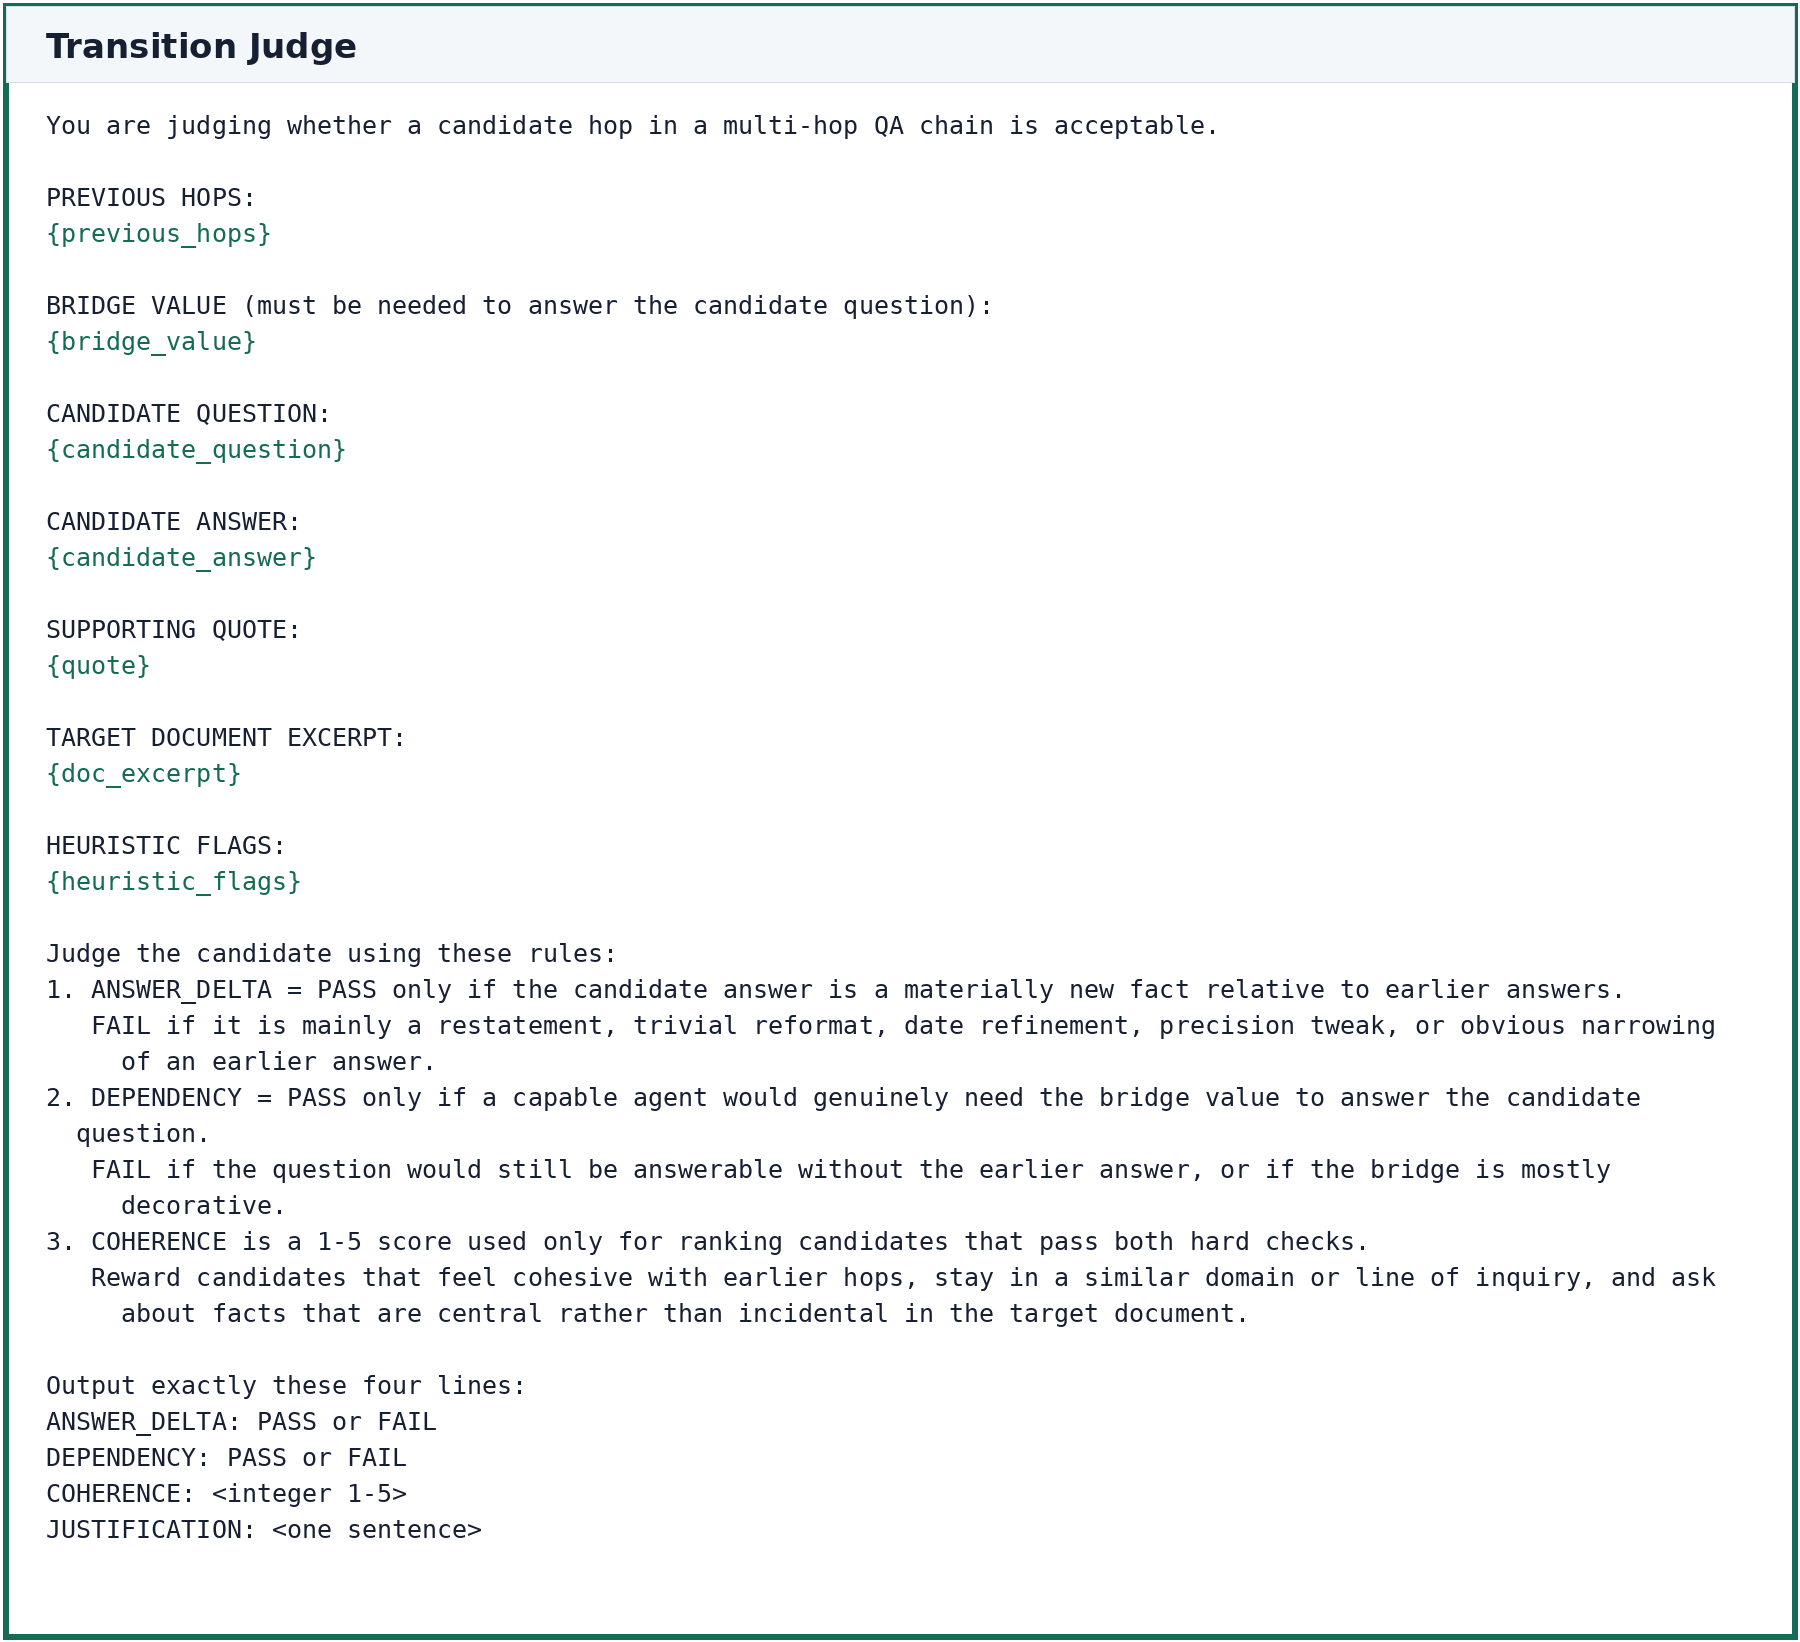 Transition Judge
You are judging whether a candidate hop in a multi-hop QA chain is acceptable.
PREVIOUS HOPS:
{previous_hops}
BRIDGE VALUE (must be needed to answer the candidate question):
{bridge_value}
CANDIDATE QUESTION:
{candidate_question}
CANDIDATE ANSWER:
{candidate_answer}
SUPPORTING QUOTE:
{quote}
TARGET DOCUMENT EXCERPT:
{doc_excerpt}
HEURISTIC FLAGS:
{heuristic_flags}
Judge the candidate using these rules:
1. ANSWER_DELTA = PASS only if the candidate answer is a materially new fact relative to earlier answers.
FAIL if it is mainly a restatement, trivial reformat, date refinement, precision tweak, or obvious narrowing
of an earlier answer.
2. DEPENDENCY = PASS only if a capable agent would genuinely need the bridge value to answer the candidate
question.
FAIL if the question would still be answerable without the earlier answer, or if the bridge is mostly
decorative.
3. COHERENCE is a 1-5 score used only for ranking candidates that pass both hard checks.
Reward candidates that feel cohesive with earlier hops, stay in a similar domain or line of inquiry, and ask
about facts that are central rather than incidental in the target document.
Output exactly these four lines:
ANSWER_DELTA: PASS or FAIL
DEPENDENCY: PASS or FAIL
COHERENCE: <integer 1-5>
JUSTIFICATION: <one sentence>